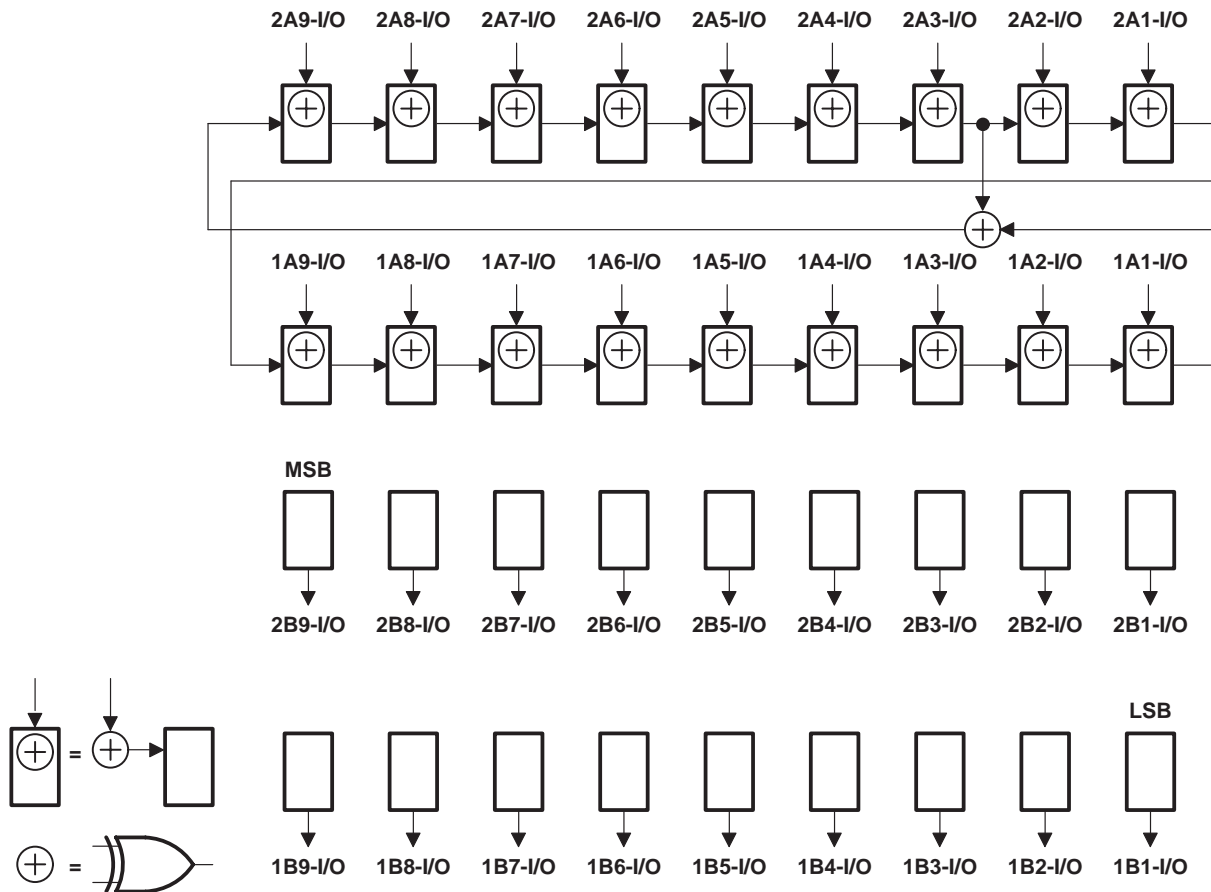 2A9-I/O 2A8-I/O 2A7-I/O 2A6-I/O 2A5-I/O 2A4-I/O 2A3-I/O 2A2-I/O 2A1-I/O
1A9-I/O 1A8-I/O 1A7-I/O 1A6-I/O 1A5-I/O 1A4-I/O 1A3-I/O 1A2-I/O 1A1-I/O
MSB
2B9-I/O 2B8-I/O 2B7-I/O 2B6-I/O 2B5-I/O 2B4-I/O 2B3-I/O 2B2-I/O 2B1-I/O
LSB
=
=
1B9-I/O 1B8-I/O 1B7-I/O 1B6-I/O 1B5-I/O 1B4-I/O 1B3-I/O 1B2-I/O 1B1-I/O